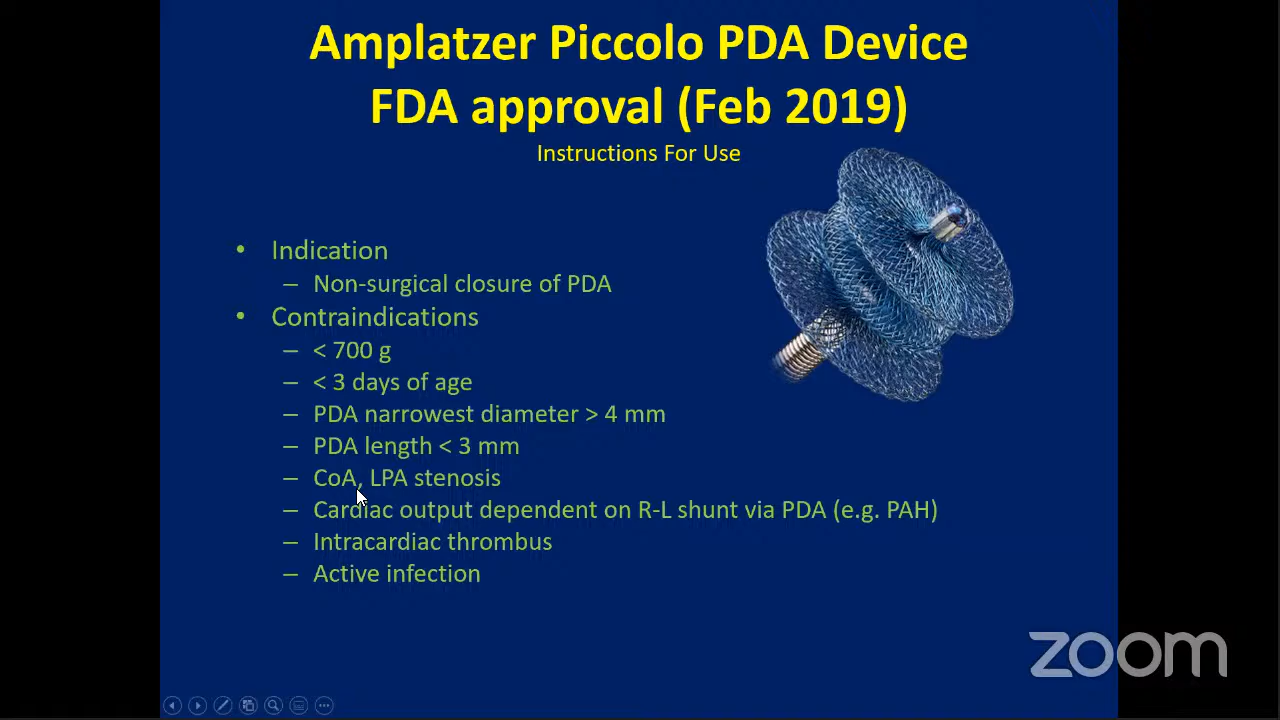 Amplatzer Piccolo PDA Device
FDA approval (Feb 2019)
Instructions For Use
• Indication
– Non-surgical closure of PDA
• Contraindications
– < 700 g
– < 3 days of age
– PDA narrowest diameter > 4 mm
– PDA length < 3 mm
– CoA, LPA stenosis
– Cardiac output dependent on R-L shunt via PDA (e.g. PAH)
– Intracardiac thrombus
– Active infection
zoom